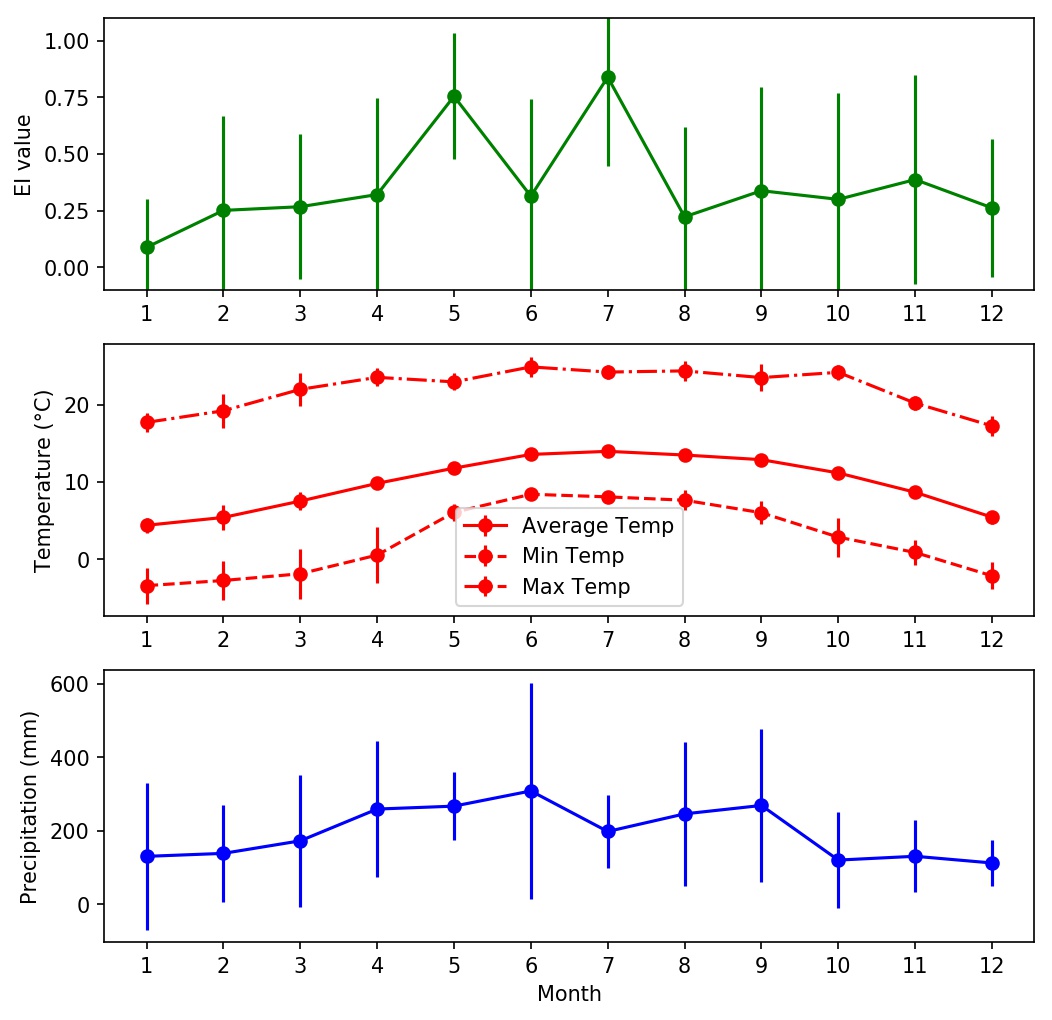 EI value
1.00
0.75
0.50
0.25
0.00
1 2 3 4 5 6 7 8 9 10 11 12
Temperature (°C)
20
10
0
Average Temp
Min Temp
Max Temp
1 2 3 4 5 6 7 8 9 10 11 12
Precipitation (mm)
600
400
200
0
1 2 3 4 5 6 7 8 9 10 11 12
Month